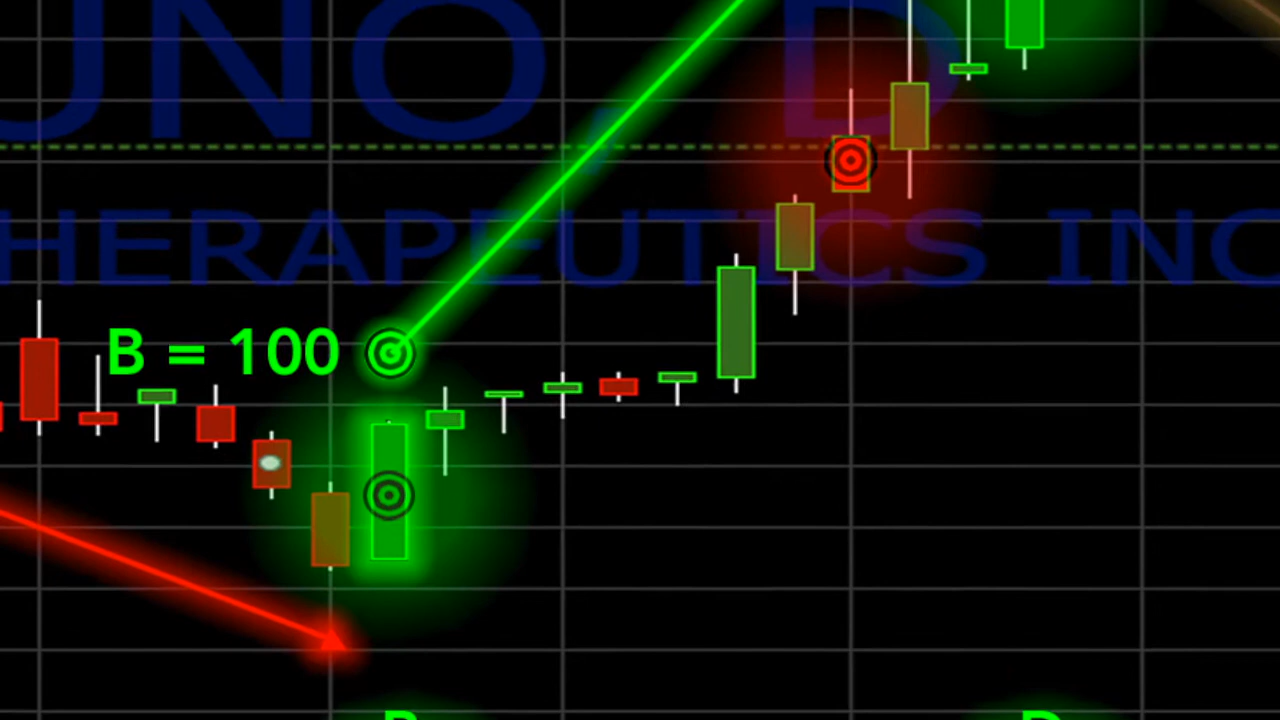 UNO, D
HERAPEUTICS INC
B = 100
B
D